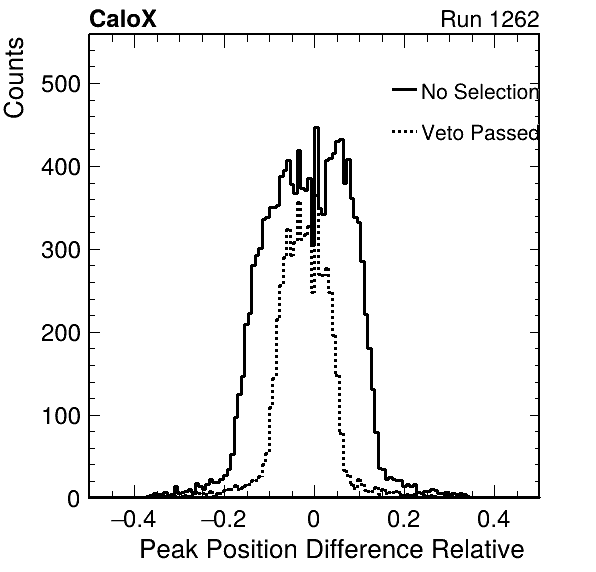 CaloX Run 1262
Counts
500
400
300
200
100
0
No Selection
Veto Passed
−0.4 −0.2 0 0.2 0.4
Peak Position Difference Relative